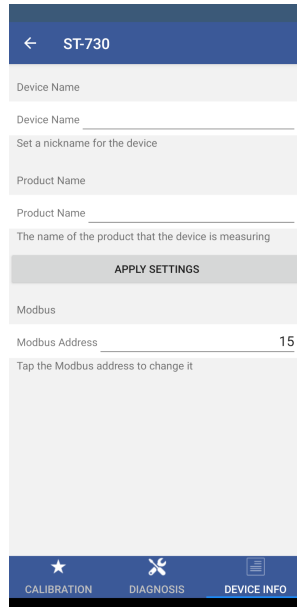 ST-730
Device Name
Device Name
Set a nickname for the device
Product Name
Product Name
The name of the product that the device is measuring
APPLY SETTINGS
Modbus
Modbus Address 15
Tap the Modbus address to change it
CALIBRATION DIAGNOSIS DEVICE INFO